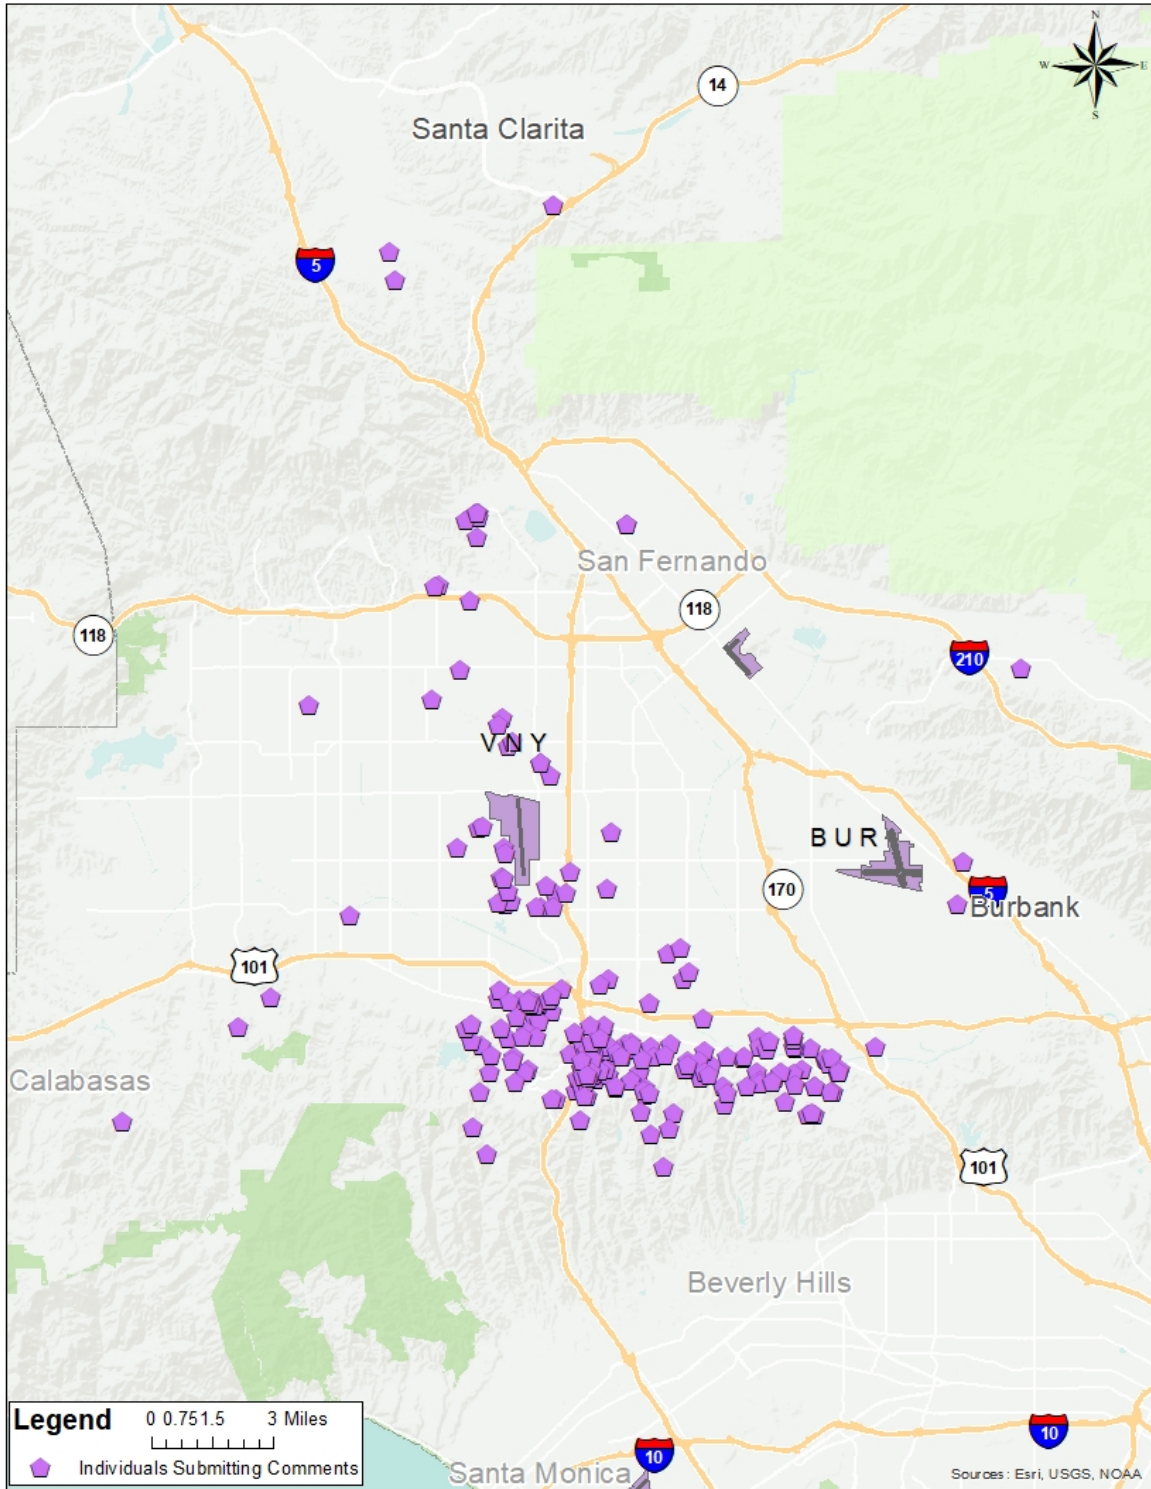 N
W E
S
14
Santa Clarita
5
San Fernando
118
118
210
VNY
BUR
170
5
Burbank
101
Calabasas
101
Beverly Hills
Legend
0 0.75 1.5 3 Miles
Individuals Submitting Comments
10
10
Santa Monica
Sources: Esri, USGS, NOAA